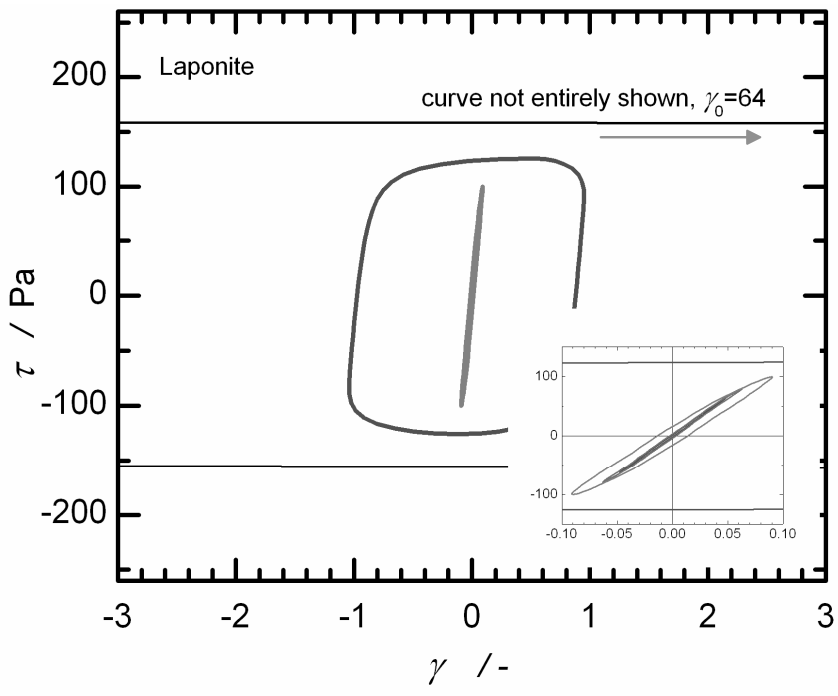 Laponite
curve not entirely shown, γ0=64
200
100
0
-100
-200
τ / Pa
100
0
-100
-0.10 -0.05 0.00 0.05 0.10
-3 -2 -1 0 1 2 3
γ / -